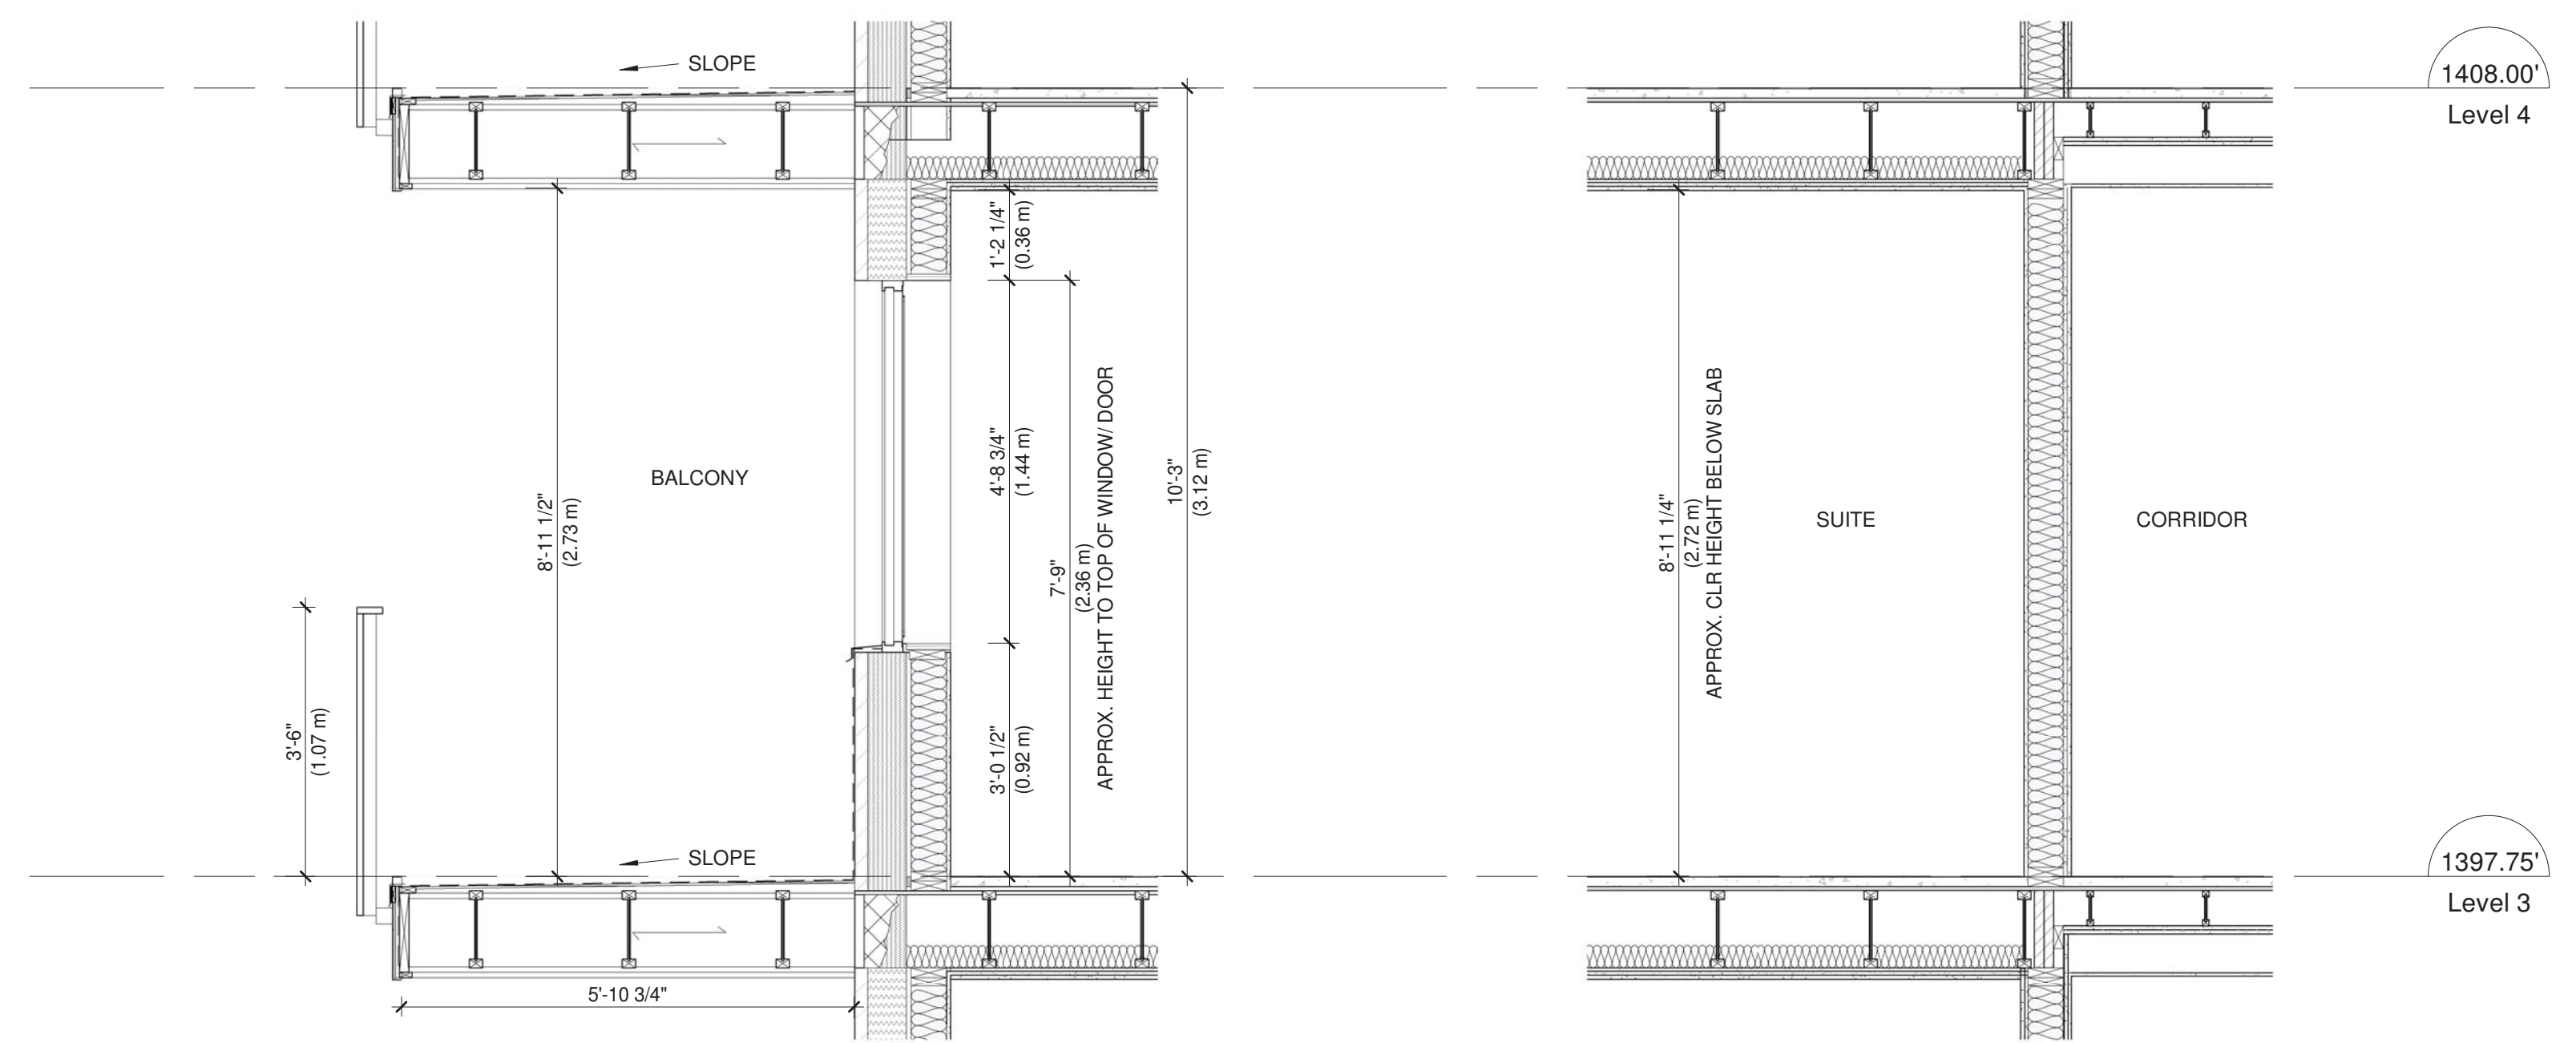 SLOPE
1408.00'
Level 4
1'-2 1/4"
(0.36 m)
BALCONY
8'-11 1/2"
(2.73 m)
4'-8 3/4"
(1.44 m)
7'-9"
(2.36 m)
APPROX. HEIGHT TO TOP OF WINDOW/ DOOR
10'-3"
(3.12 m)
8'-11 1/4"
(2.72 m)
APPROX. CLR HEIGHT BELOW SLAB
SUITE
CORRIDOR
3'-6"
(1.07 m)
3'-0 1/2"
(0.92 m)
SLOPE
1397.75'
Level 3
5'-10 3/4"